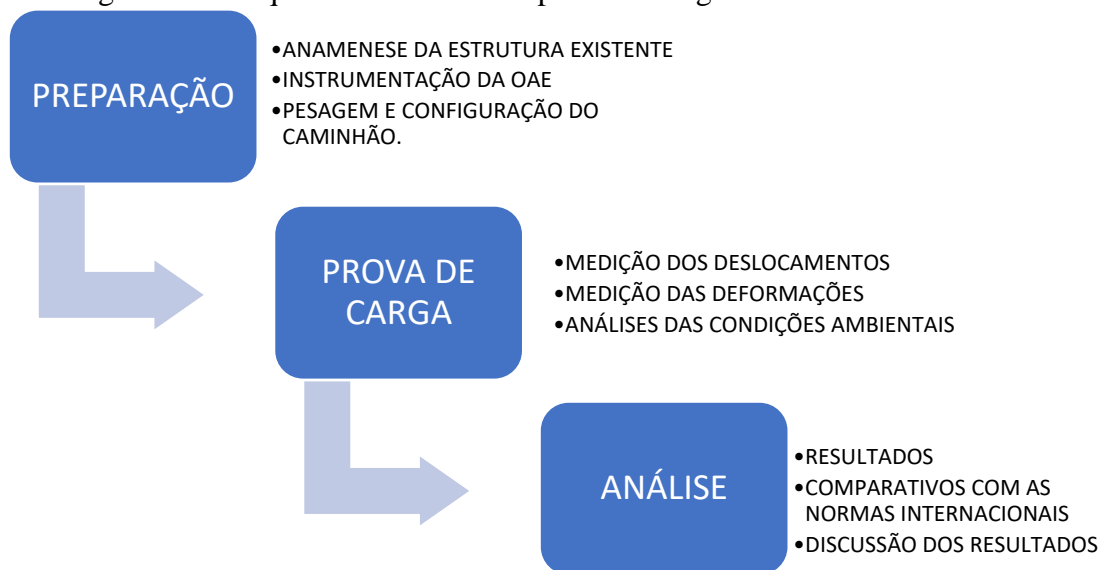 PREPARAÇÃO
•ANAMENESE DA ESTRUTURA EXISTENTE
•INSTRUMENTAÇÃO DA OAE
•PESAGEM E CONFIGURAÇÃO DO
CAMINHÃO.
PROVA DE
CARGA
•MEDIÇÃO DOS DESLOCAMENTOS
•MEDIÇÃO DAS DEFORMAÇÕES
•ANÁLISES DAS CONDIÇÕES AMBIENTAIS
ANÁLISE
•RESULTADOS
•COMPARATIVOS COM AS
NORMAS INTERNACIONAIS
•DISCUSSÃO DOS RESULTADOS